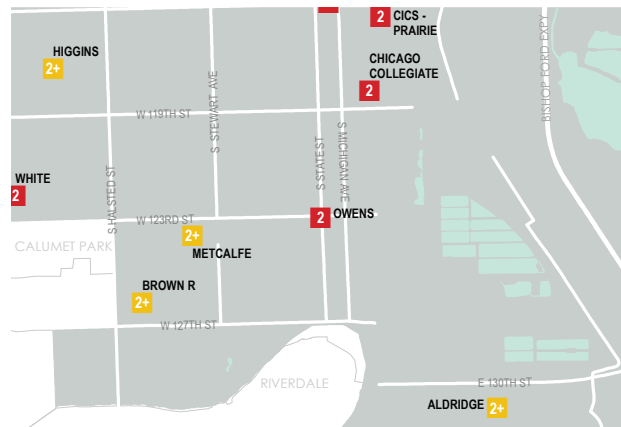 2
CICS -
PRAIRIE
HIGGINS
2+
CHICAGO
COLLEGIATE
2
BISHOP FORD EXPY
S. STEWART AVE
W 119TH ST
S STATE ST
S MICHIGAN AVE
S HALSTED ST
WHITE
2
W 123RD ST
2
OWENS
2+
METCALFE
CALUMET PARK
BROWN R
2+
W 127TH ST
RIVERDALE
E 130TH ST
ALDRIDGE
2+